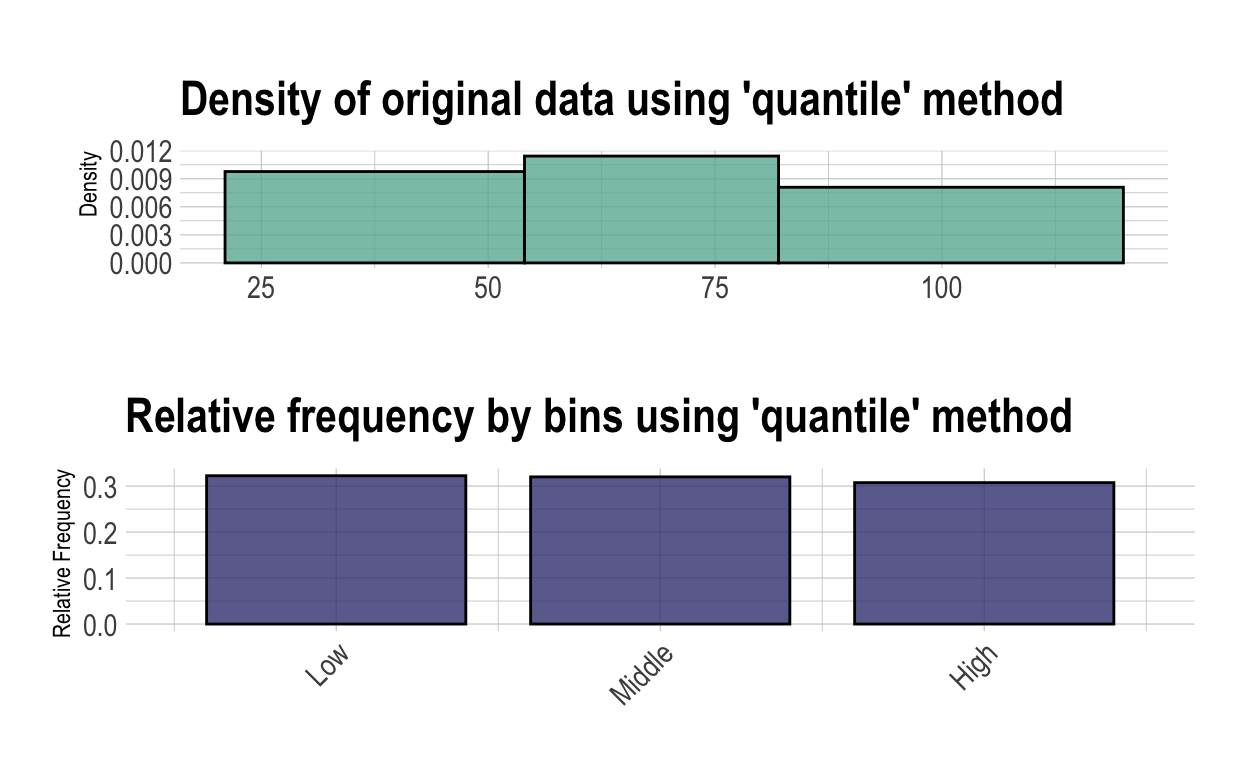 Density of original data using 'quantile' method
Density
0.012
0.009
0.006
0.003
0.000
25 50 75 100
Relative frequency by bins using 'quantile' method
Relative Frequency
0.3
0.2
0.1
0.0
Low Middle High